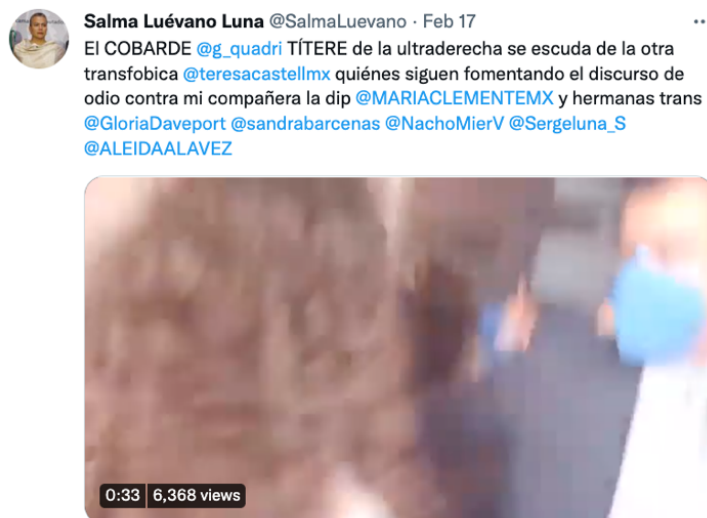 Salma Luévano Luna @SalmaLuevano · Feb 17
El COBARDE @g_quadri TÍTERE de la ultraderecha se escuda de la otra
transfobica @teresacastellmx quiénes siguen fomentando el discurso de
odio contra mi compañera la dip @MARIACLEMENTEMX y hermanas trans
@GloriaDaveport @sandrabarcenas @NachoMierV @Sergeluna_S
@ALEIDAALAVEZ
0:33 6,368 views